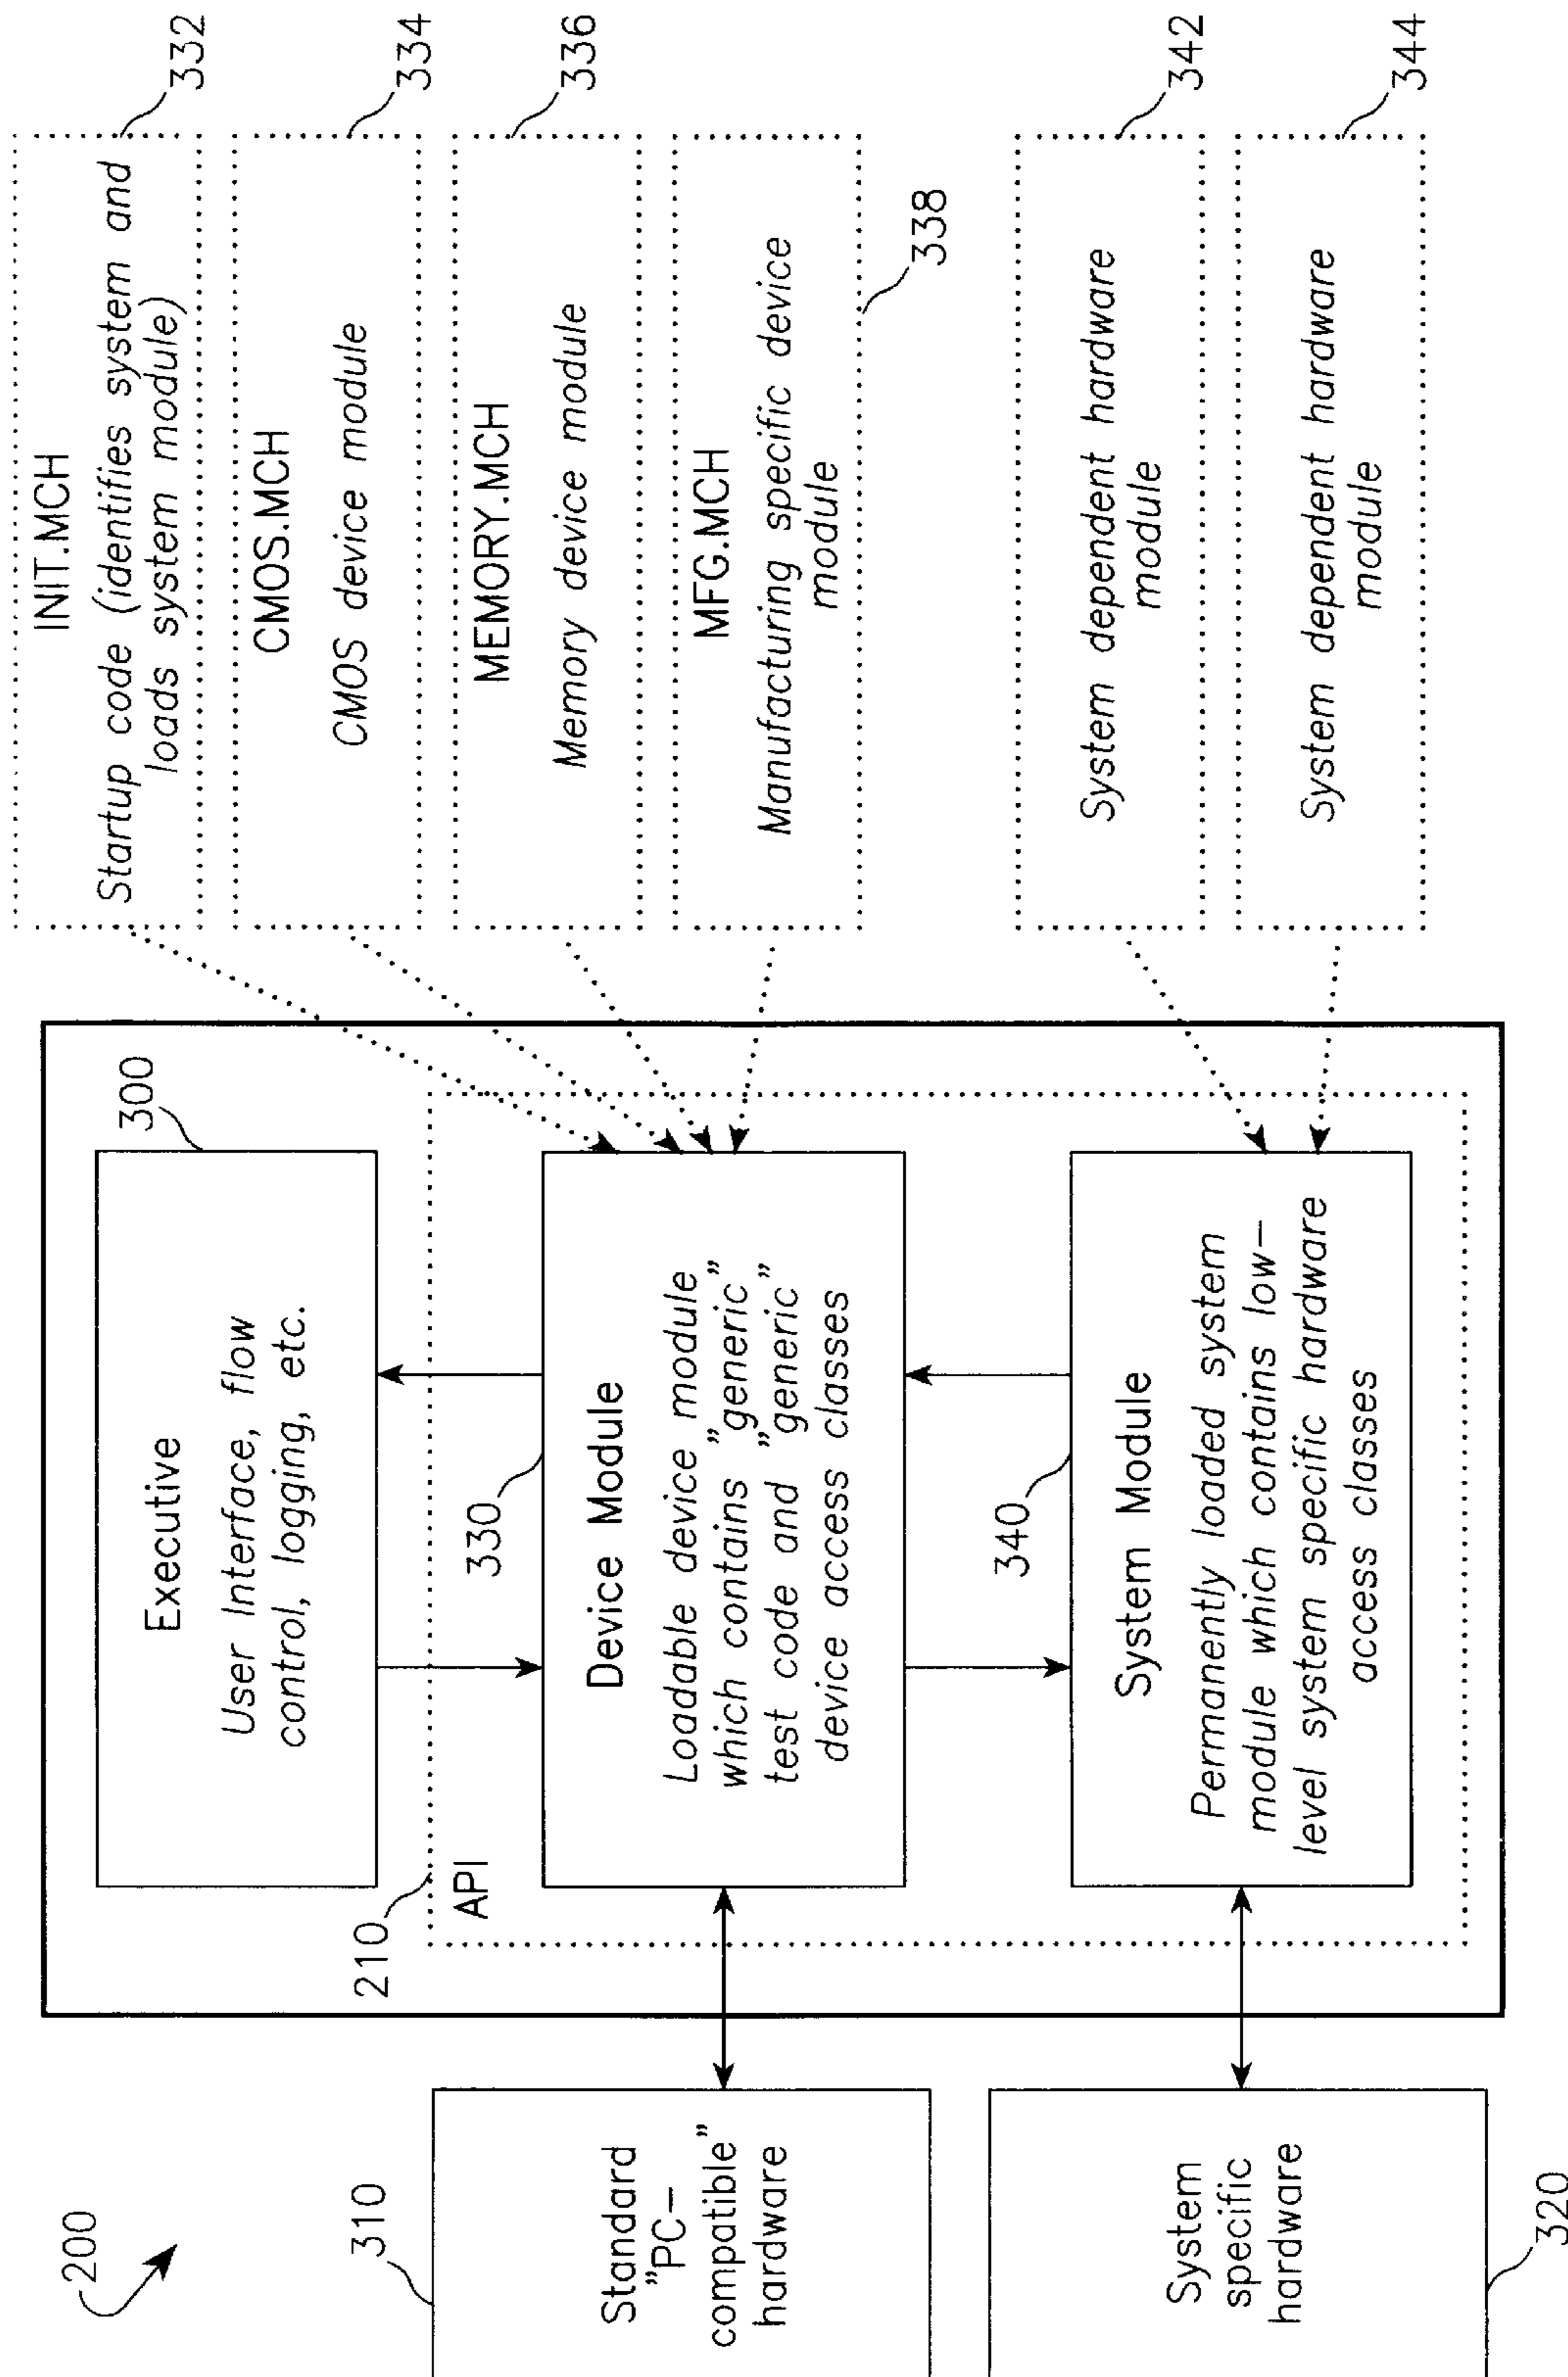 200
310
Standard
"PC-
compatible"
hardware
System
specific
hardware
320
300
Executive
User Interface, flow
control, logging, etc.
210
API
330
Device Module
Loadable device module
which contains "generic"
test code and "generic"
device access classes
340
System Module
Permanently loaded system
module which contains low-
level system specific hardware
access classes
INIT.MCH
Startup code (identifies system and
loads system module)
332
CMOS.MCH
CMOS device module
334
MEMORY.MCH
Memory device module
336
MFG.MCH
Manufacturing specific device
module
338
System dependent hardware
module
342
System dependent hardware
module
344